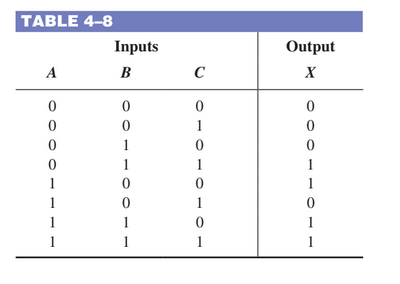 TABLE 4–8
Inputs Output
A B C X
0 0 0 0
0 0 1 0
0 1 0 0
0 1 1 1
1 0 0 1
1 0 1 0
1 1 0 1
1 1 1 1